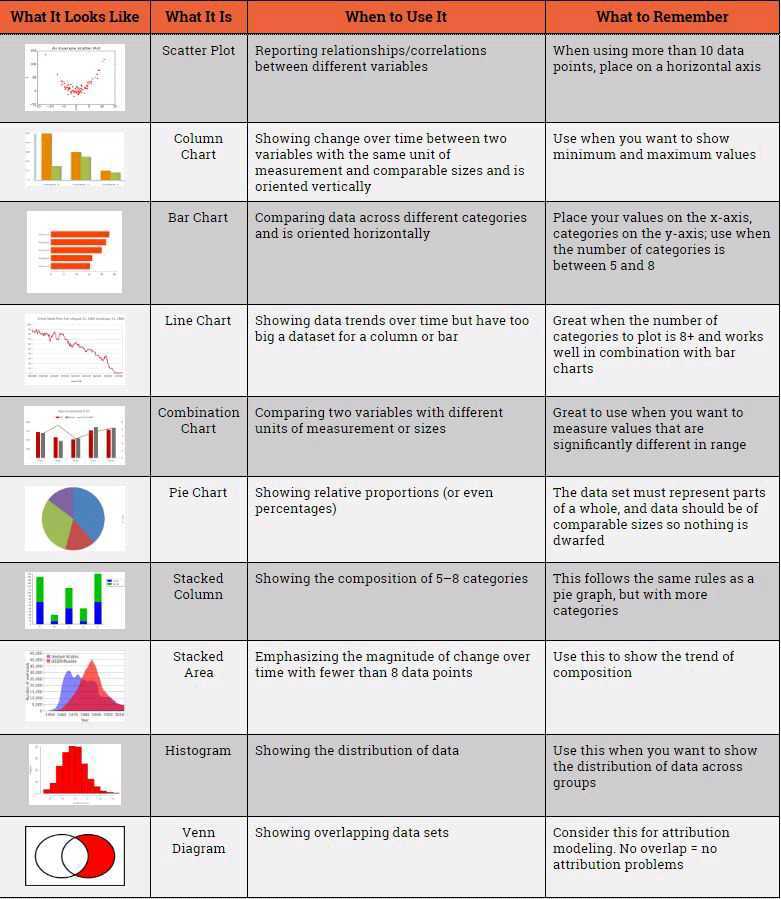 What It Looks Like
What It Is
When to Use It
What to Remember
Scatter Plot
Reporting relationships/correlations
between different variables
When using more than 10 data
points, place on a horizontal axis
Column
Chart
Showing change over time between two
variables with the same unit of
measurement and comparable sizes and is
oriented vertically
Use when you want to show
minimum and maximum values
Bar Chart
Comparing data across different categories
and is oriented horizontally
Place your values on the x-axis,
categories on the y-axis; use when
the number of categories is
between 5 and 8
Line Chart
Showing data trends over time but have too
big a dataset for a column or bar
Great when the number of
categories to plot is 8+ and works
well in combination with bar
charts
Combination
Chart
Comparing two variables with different
units of measurement or sizes
Great to use when you want to
measure values that are
significantly different in range
Pie Chart
Showing relative proportions (or even
percentages)
The data set must represent parts
of a whole, and data should be of
comparable sizes so nothing is
dwarfed
Stacked
Column
Showing the composition of 5–8 categories
This follows the same rules as a
pie graph, but with more
categories
Stacked
Area
Emphasizing the magnitude of change over
time with fewer than 8 data points
Use this to show the trend of
composition
Histogram
Showing the distribution of data
Use this when you want to show
the distribution of data across
groups
Venn
Diagram
Showing overlapping data sets
Consider this for attribution
modeling. No overlap = no
attribution problems